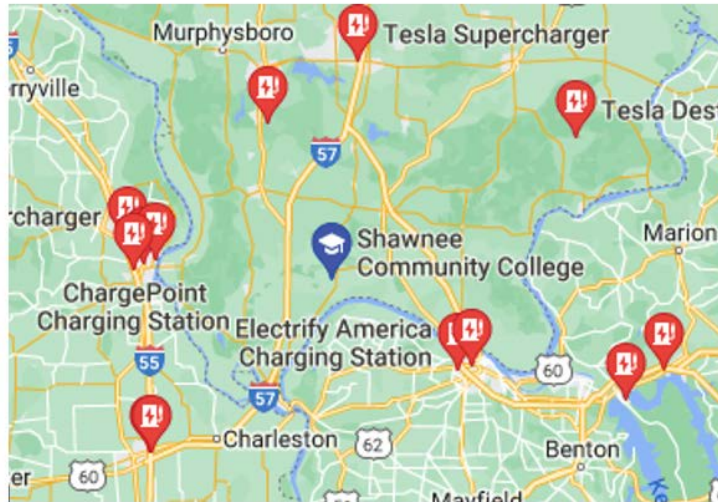 Murphysboro
Tesla Supercharger
rryville
Tesla Dest
57
rcharger
Shawnee
Community College
Marion
ChargePoint
Charging Station
Electrify America
Charging Station
55
60
57
Charleston
62
Benton
60
er
Mayfield